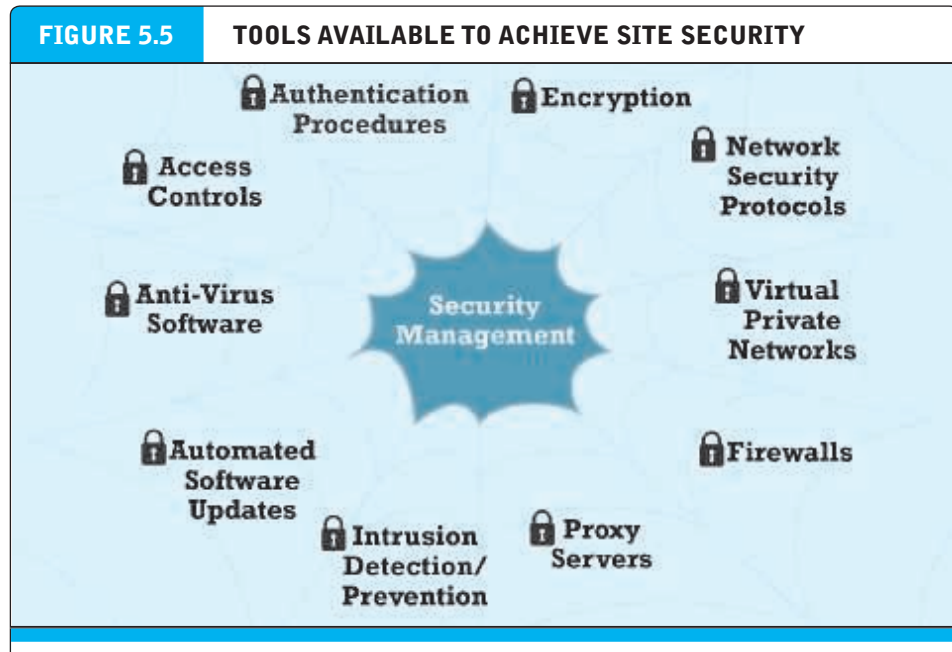 FIGURE 5.5 TOOLS AVAILABLE TO ACHIEVE SITE SECURITY
Authentication
Procedures
Encryption
Network
Security
Protocols
Access
Controls
Anti-Virus
Software
Security
Management
Virtual
Private
Networks
Automated
Software
Updates
Firewalls
Intrusion
Detection/
Prevention
Proxy
Servers